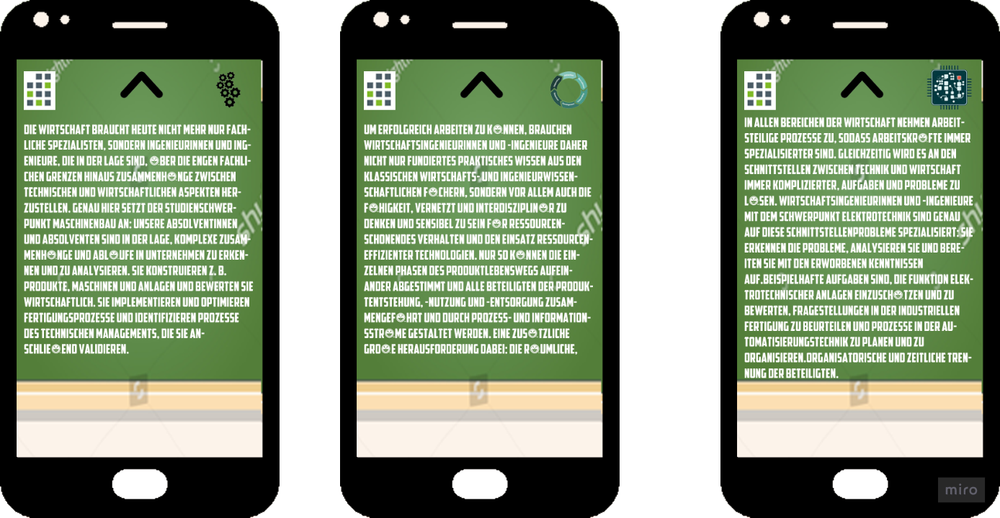 DIE WIRTSCHAFT BRAUCHT HEUTE NICHT MEHR NUR FACH-
LICHE SPEZIALISTEN, SONDERN INGENIEURINNEN UND ING-
ENIEURE, DIE IN DER LAGE SIND, 😀BER DIE ENGEN FACHLI-
CHEN GRENZEN HINAUS ZUSAMMENH😀NGE ZWISCHEN
TECHNISCHEN UND WIRTSCHAFTLICHEN ASPEKTEN HER-
ZUSTELLEN. GENAU HIER SETZT DER STUDIENSCHWER-
PUNKT MASCHINENBAU AN: UNSERE ABSOLVENTINNEN
UND ABSOLVENTEN SIND IN DER LAGE, KOMPLEXE ZUSAM-
MENH😀NGE UND ABL😀UFE IN UNTERNEHMEN ZU ERKEN-
NEN UND ZU ANALYSIEREN. SIE KONSTRUIEREN Z. B.
PRODUKTE, MASCHINEN UND ANLAGEN UND BEWERTEN SIE
WIRTSCHAFTLICH. SIE IMPLEMENTIEREN UND OPTIMIEREN
FERTIGUNGSPROZESSE UND IDENTIFIZIEREN PROZESSE
DES TECHNISCHEN MANAGEMENTS, DIE SIE AN-
SCHLIE😀END VALIDIEREN.
UM ERFOLGREICH ARBEITEN ZU K😀NNEN, BRAUCHEN
WIRTSCHAFTSINGENIEURINNEN UND -INGENIEURE DAHER
NICHT NUR FUNDIERTES PRAKTISCHES WISSEN AUS DEN
KLASSISCHEN WIRTSCHAFTS- UND INGENIEURWISSEN-
SCHAFTLICHEN F😀CHERN, SONDERN VOR ALLEM AUCH DIE
F😀HIGKEIT, VERNETZT UND INTERDISZIPLIN😀R ZU
DENKEN UND SENSIBEL ZU SEIN F😀R RESSOURCEN-
SCHONENDES VERHALTEN UND DEN EINSATZ RESSOURCEN-
EFFIZIENTER TECHNOLOGIEN. NUR SO K😀NNEN DIE EIN-
ZELNEN PHASEN DES PRODUKTLEBENSWEGS AUFEIN-
ANDER ABGESTIMMT UND ALLE BETEILIGTEN DER PRODUK-
TENTSTEHUNG, -NUTZUNG UND -ENTSORGUNG ZUSAM-
MENGEF😀HRT UND DURCH PROZESS- UND INFORMATION-
SSTR😀ME GESTALTET WERDEN. EINE ZUS😀TZLICHE
GRO😀E HERAUSFORDERUNG DABEI: DIE R😀UMLICHE,
IN ALLEN BEREICHEN DER WIRTSCHAFT NEHMEN ARBEIT-
STEILIGE PROZESSE ZU, SODASS ARBEITSKR😀FTE IMMER
SPEZIALISIERTER SIND. GLEICHZEITIG WIRD ES AN DEN
SCHNITTSTELLEN ZWISCHEN TECHNIK UND WIRTSCHAFT
IMMER KOMPLIZIERTER, AUFGABEN UND PROBLEME ZU
L😀SEN. WIRTSCHAFTSINGENIEURINNEN UND -INGENIEURE
MIT DEM SCHWERPUNKT ELEKTROTECHNIK SIND GENAU
AUF DIESE SCHNITTSTELLENPROBLEME SPEZIALISIERT: SIE
ERKENNEN DIE PROBLEME, ANALYSIEREN SIE UND BERE-
ITEN SIE MIT DEN ERWORBENEN KENNTNISSEN
AUF.BEISPIELHAFTE AUFGABEN SIND, DIE FUNKTION ELEK-
TROTECHNISCHER ANLAGEN EINZUSCH😀TZEN UND ZU
BEWERTEN, FRAGESTELLUNGEN IN DER INDUSTRIELLEN
FERTIGUNG ZU BEURTEILEN UND PROZESSE IN DER AU-
TOMATISIERUNGSTECHNIK ZU PLANEN UND ZU
ORGANISIEREN.ORGANISATORISCHE UND ZEITLICHE TREN-
NUNG DER BETEILIGTEN.
miro